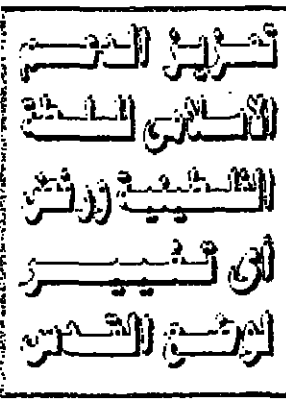 تعزيز الدعم
الألماني للسلطة
الفلسطينية ورفض
أي تغيير
لوضع القدس